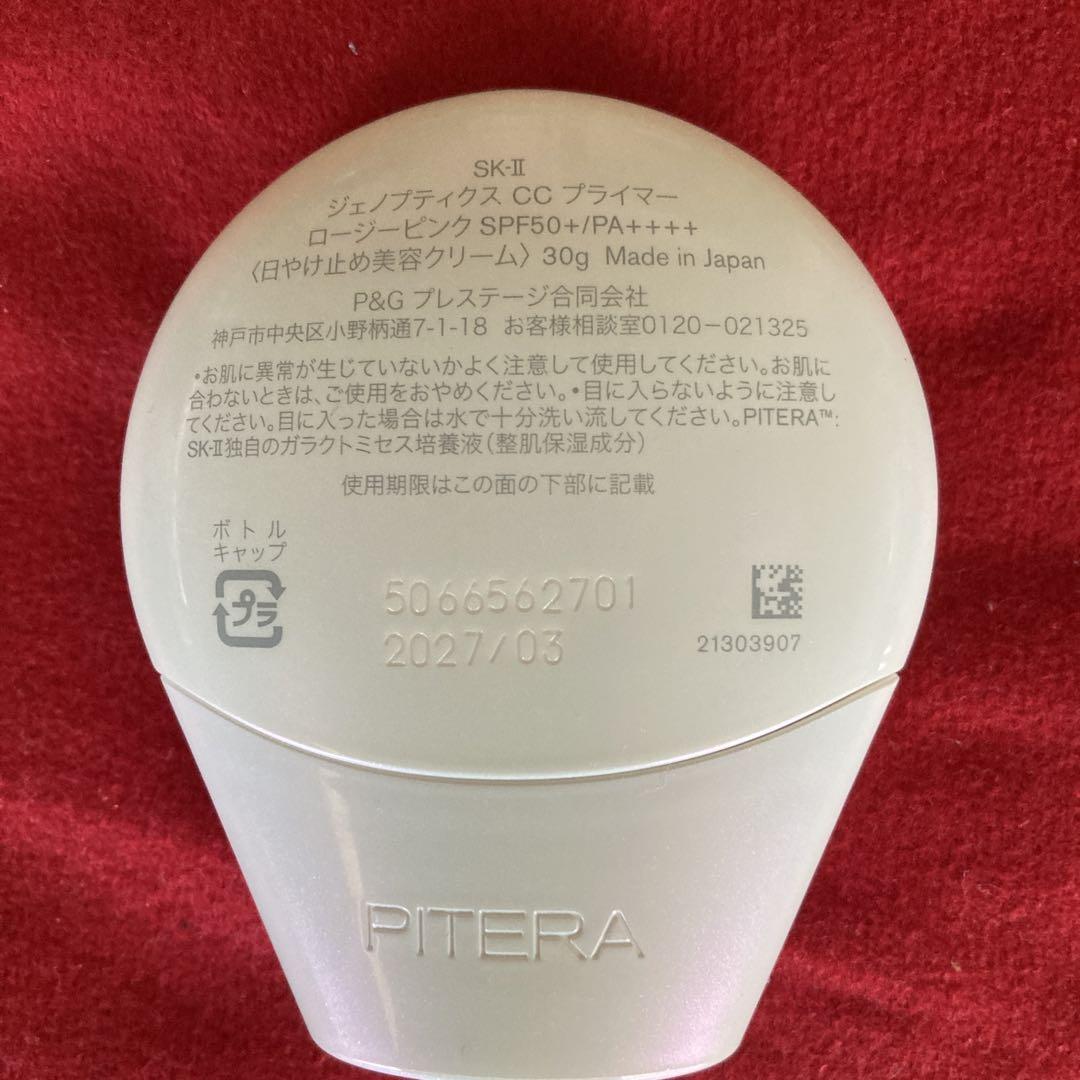 SK-Ⅱ
ジェノプティクス CC プライマー
ロージーピンク SPF50+/PA++++
〈日やけ止め美容クリーム〉30g Made in Japan
P&G プレステージ合同会社
神戸市中央区小野柄通7-1-18 お客様相談室0120-021325
•お肌に異常が生じていないかよく注意して使用してください。お肌に
合わないときは、ご使用をおやめください。•目に入らないように注意し
てください。目に入った場合は水で十分洗い流してください。PITERA™:
SK-Ⅱ独自のガラクトミセス培養液(整肌保湿成分)
使用期限はこの面の下部に記載
ボトル
キャップ
プラ
5066562701
2027/03
21303907
PITERA